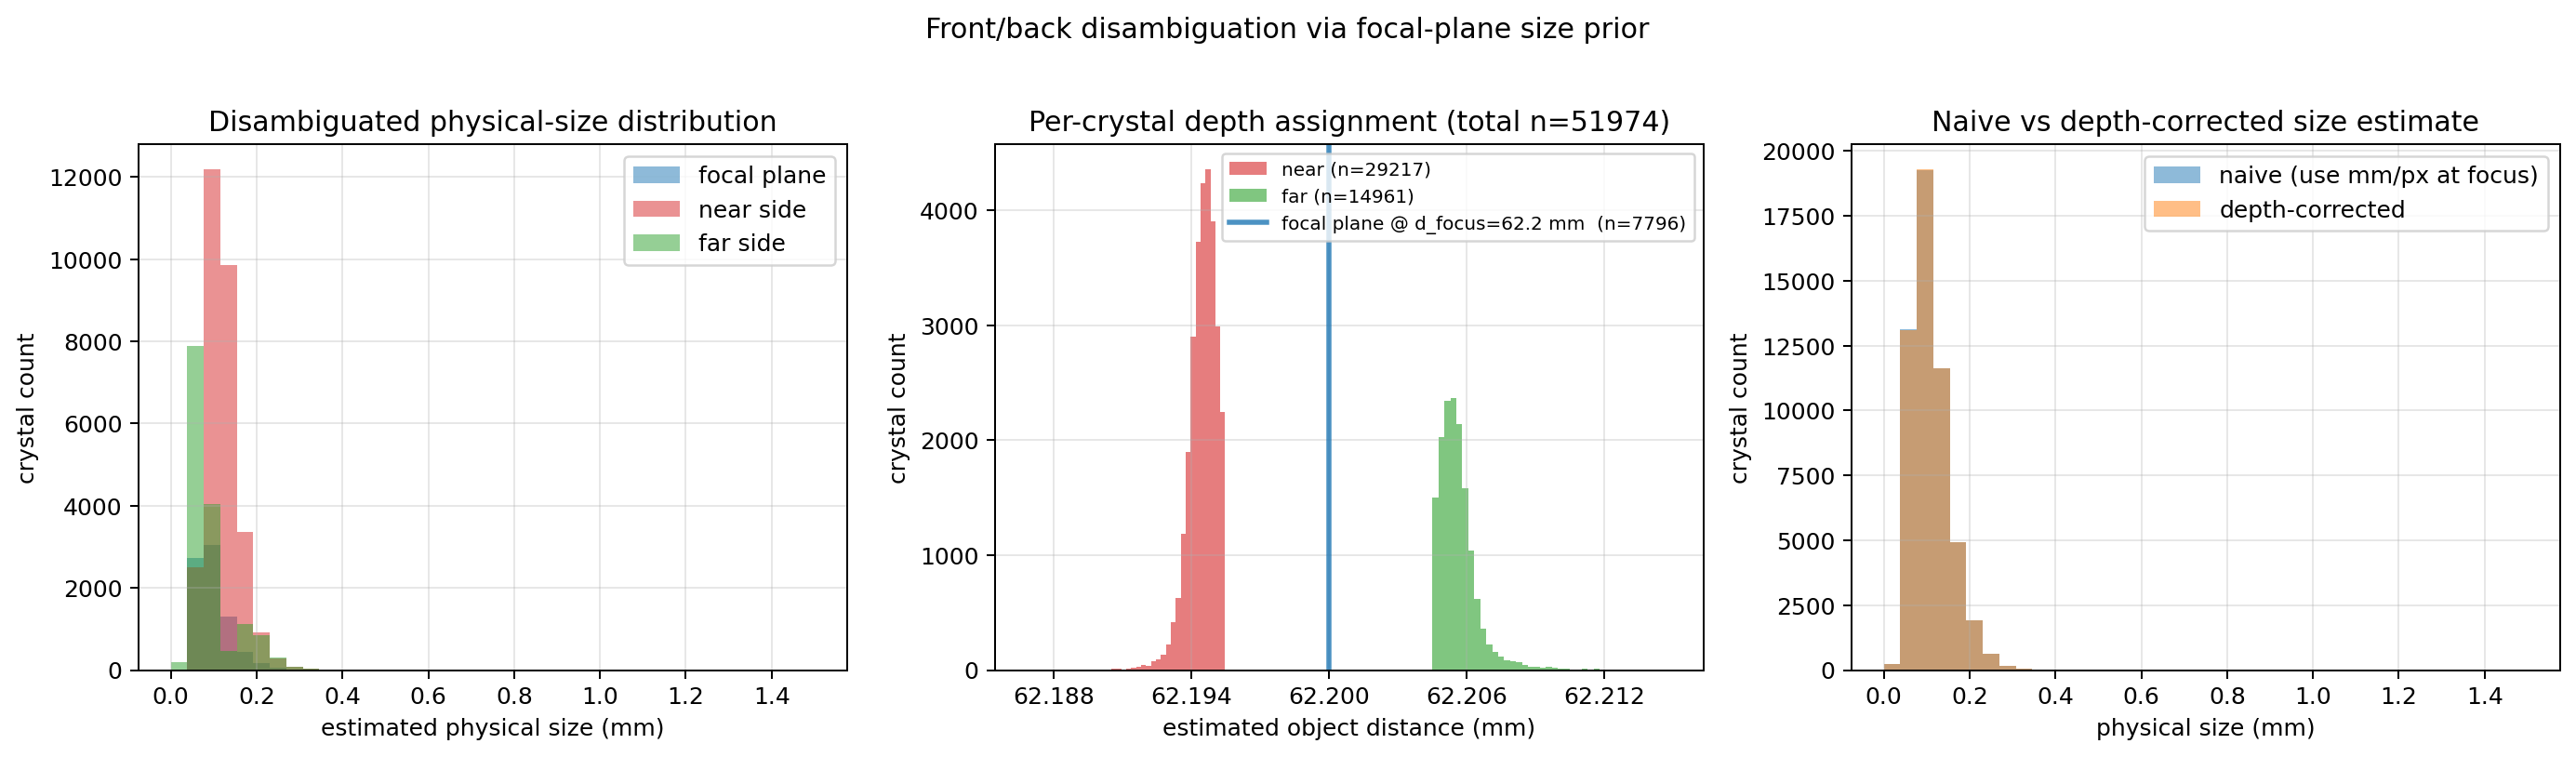 Front/back disambiguation via focal-plane size prior
Disambiguated physical-size distribution
crystal count
12000
10000
8000
6000
4000
2000
0
focal plane
near side
far side
0.0 0.2 0.4 0.6 0.8 1.0 1.2 1.4
estimated physical size (mm)
Per-crystal depth assignment (total n=51974)
crystal count
4000
3000
2000
1000
0
near (n=29217)
far (n=14961)
focal plane @ d_focus=62.2 mm (n=7796)
62.188 62.194 62.200 62.206 62.212
estimated object distance (mm)
Naive vs depth-corrected size estimate
crystal count
20000
17500
15000
12500
10000
7500
5000
2500
0
naive (use mm/px at focus)
depth-corrected
0.0 0.2 0.4 0.6 0.8 1.0 1.2 1.4
physical size (mm)